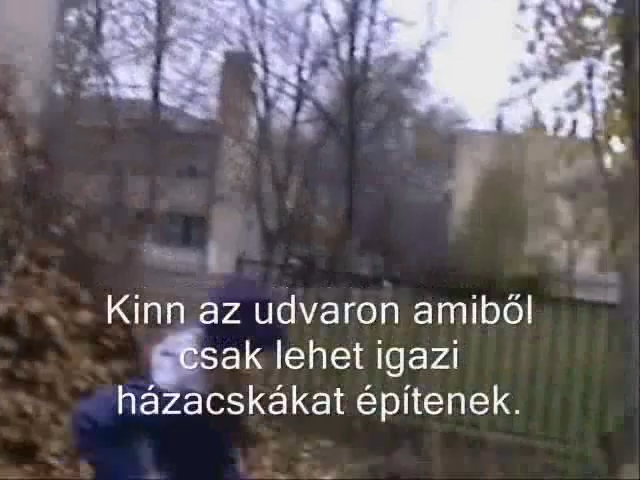 Kinn az udvaron amiből
csak lehet igazi
házacskákat építenek.